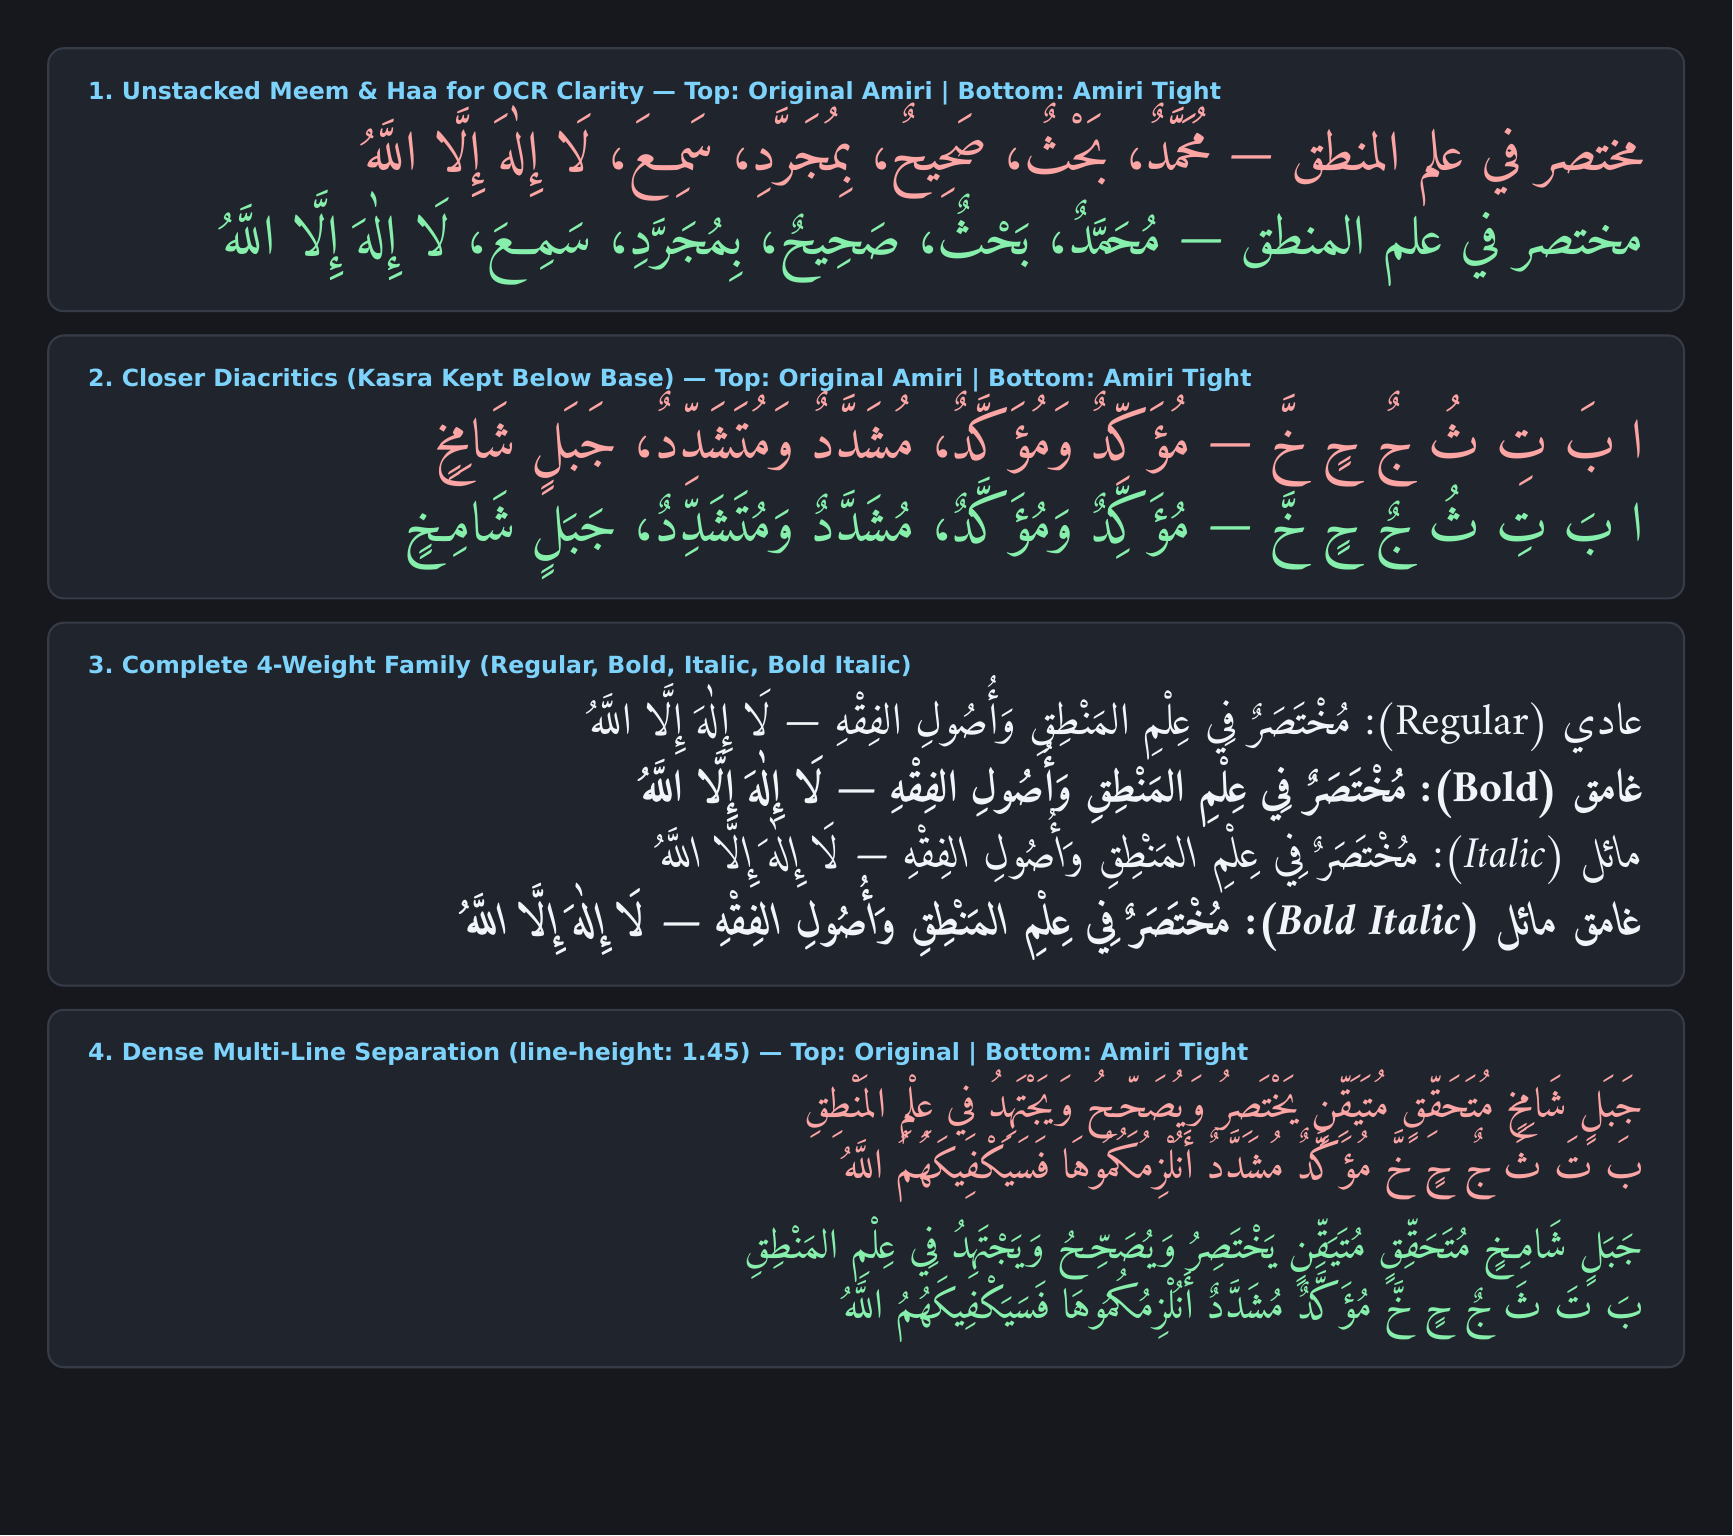 1. Unstacked Meem & Haa for OCR Clarity — Top: Original Amiri | Bottom: Amiri Tight
مختصر في علم المنطق — مُحَمَّدٌ، بَحْثٌ، صَحِيحٌ، بِمُجَرَّدِ، سَمِعَ، لَا إِلٰهَ إِلَّا اللَّهُ
مختصر في علم المنطق — مُحَمَّدٌ، بَحْثٌ، صَحِيحٌ، بِمُجَرَّدِ، سَمِعَ، لَا إِلٰهَ إِلَّا اللَّهُ
2. Closer Diacritics (Kasra Kept Below Base) — Top: Original Amiri | Bottom: Amiri Tight
ا بَ تِ ثُ جٌ حٍ خَّ — مُؤَكِّدٌ وَمُؤَكَّدٌ، مُشَدَّدٌ وَمُتَشَدِّدٌ، جَبَلٍ شَامِخٍ
ا بَ تِ ثُ جٌ حٍ خَّ — مُؤَكِّدٌ وَمُؤَكَّدٌ، مُشَدَّدٌ وَمُتَشَدِّدٌ، جَبَلٍ شَامِخٍ
3. Complete 4-Weight Family (Regular, Bold, Italic, Bold Italic)
عادي (Regular): مُخْتَصَرٌ فِي عِلْمِ المَنْطِقِ وَأُصُولِ الفِقْهِ — لَا إِلٰهَ إِلَّا اللَّهُ
غامق (Bold): مُخْتَصَرٌ فِي عِلْمِ المَنْطِقِ وَأُصُولِ الفِقْهِ — لَا إِلٰهَ إِلَّا اللَّهُ
مائل (Italic): مُخْتَصَرٌ فِي عِلْمِ المَنْطِقِ وَأُصُولِ الفِقْهِ — لَا إِلٰهَ إِلَّا اللَّهُ
غامق مائل (Bold Italic): مُخْتَصَرٌ فِي عِلْمِ المَنْطِقِ وَأُصُولِ الفِقْهِ — لَا إِلٰهَ إِلَّا اللَّهُ
4. Dense Multi-Line Separation (line-height: 1.45) — Top: Original | Bottom: Amiri Tight
جَبَلٍ شَامِخٍ مُتَحَقِّقٍ مُتَيَقِّنٍ يَخْتَصِرُ وَيُصَحِّحُ وَيَجْتَهِدُ فِي عِلْمِ المَنْطِقِ
بَ تَ ثَ جٌ حٍ خَّ مُؤَكَّدٌ مُشَدَّدٌ أَنُلْزِمُكُمُوهَا فَسَيَكْفِيكَهُمُ اللَّهُ
جَبَلٍ شَامِخٍ مُتَحَقِّقٍ مُتَيَقِّنٍ يَخْتَصِرُ وَيُصَحِّحُ وَيَجْتَهِدُ فِي عِلْمِ المَنْطِقِ
بَ تَ ثَ جٌ حٍ خَّ مُؤَكَّدٌ مُشَدَّدٌ أَنُلْزِمُكُمُوهَا فَسَيَكْفِيكَهُمُ اللَّهُ